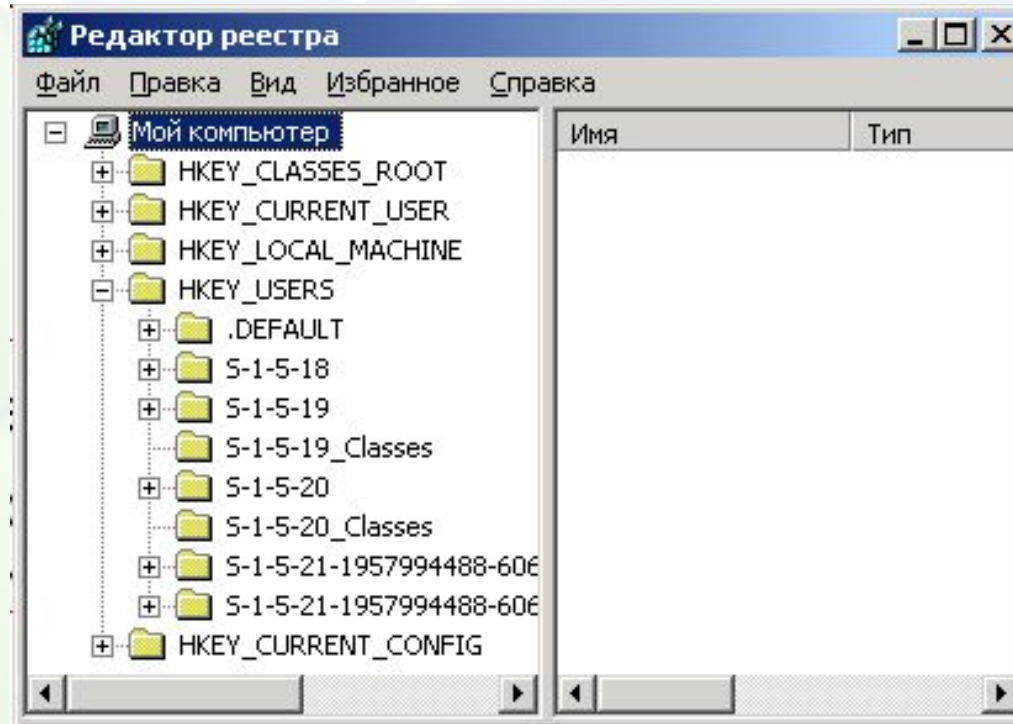 Редактор реестра
Файл Правка Вид Избранное Справка
Мой компьютер
HKEY_CLASSES_ROOT
HKEY_CURRENT_USER
HKEY_LOCAL_MACHINE
HKEY_USERS
.DEFAULT
S-1-5-18
S-1-5-19
S-1-5-19_Classes
S-1-5-20
S-1-5-20_Classes
S-1-5-21-1957994488-606
S-1-5-21-1957994488-606
HKEY_CURRENT_CONFIG
Имя Тип